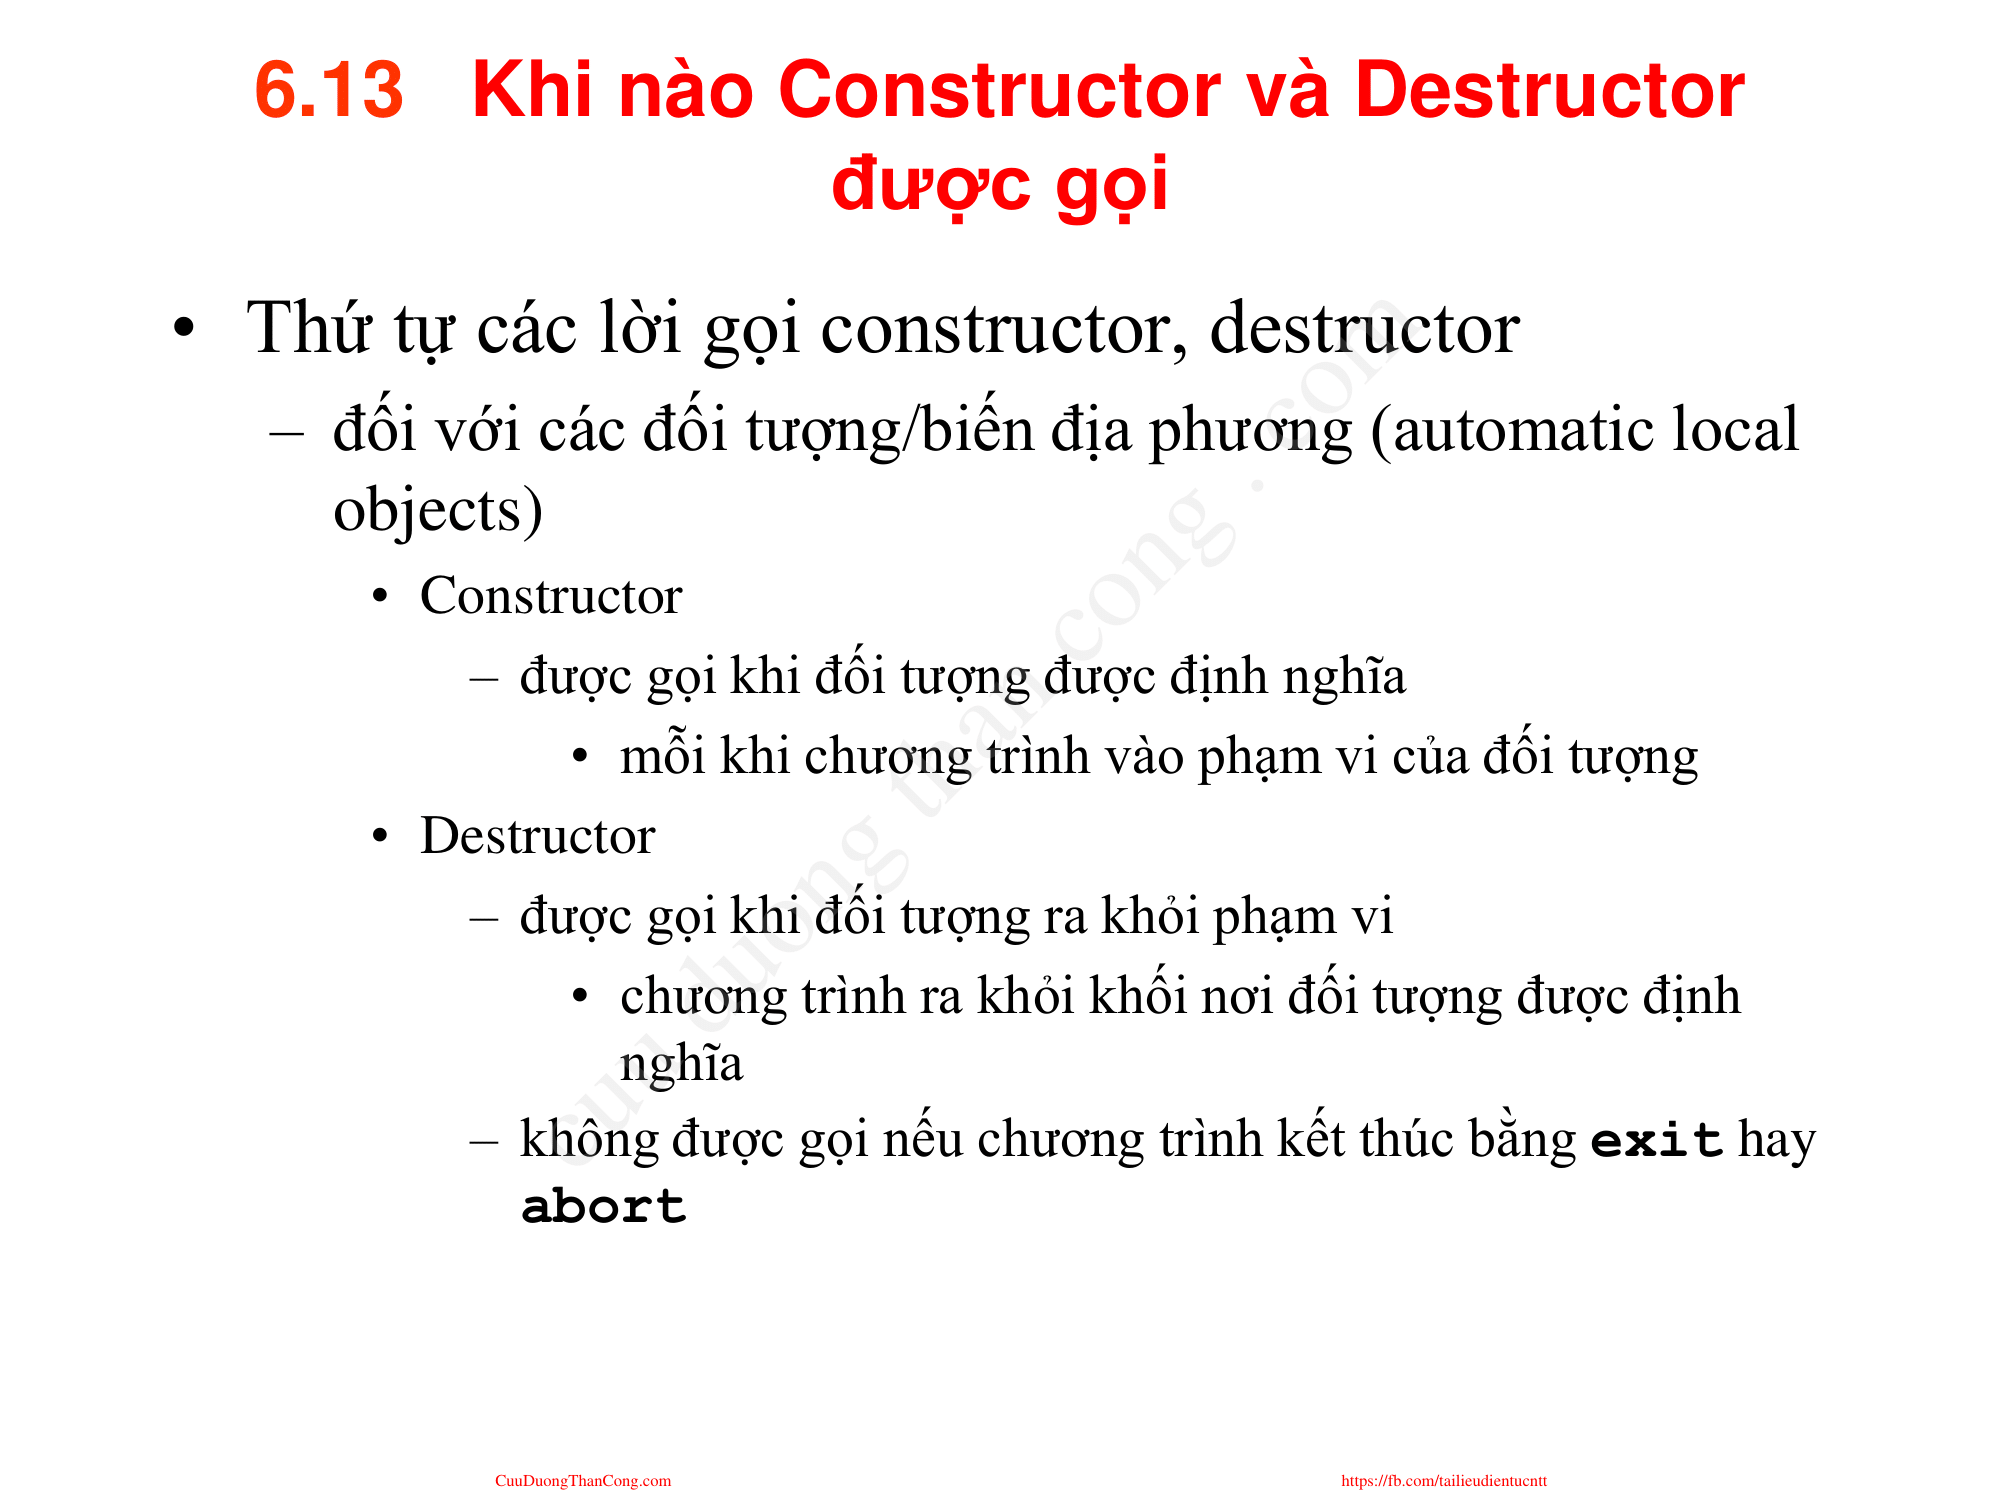 6.13 Khi nào Constructor và Destructor
được gọi
• Thứ tự các lời gọi constructor, destructor
– đối với các đối tượng/biến địa phương (automatic local
objects)
• Constructor
– được gọi khi đối tượng được định nghĩa
• mỗi khi chương trình vào phạm vi của đối tượng
• Destructor
– được gọi khi đối tượng ra khỏi phạm vi
• chương trình ra khỏi khối nơi đối tượng được định
nghĩa
– không được gọi nếu chương trình kết thúc bằng exit hay
abort
cuu duong than cong . com
CuuDuongThanCong.com
https://fb.com/tailieudientucntt